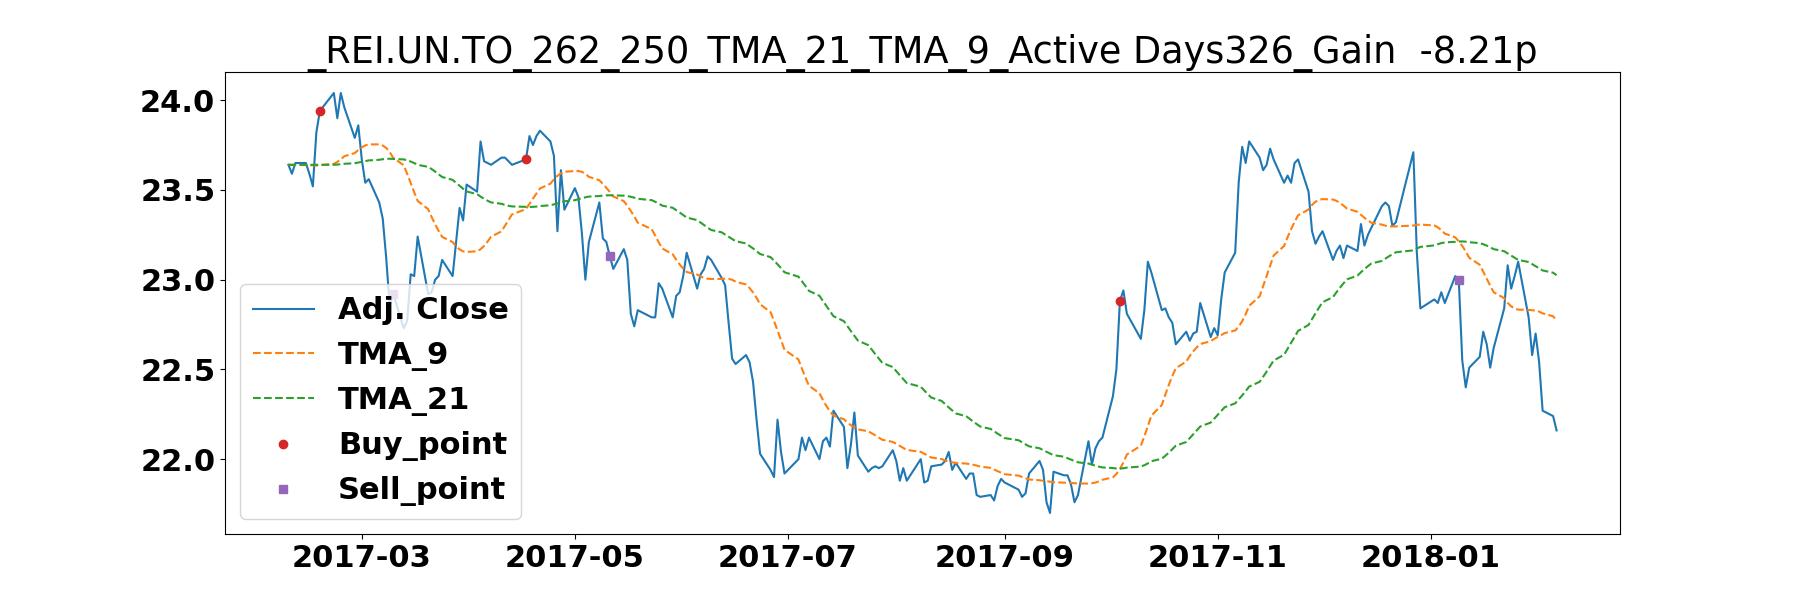 _REI.UN.TO_262_250_TMA_21_TMA_9_Active Days326_Gain  -8.21p
24.0
23.5
23.0
22.5
22.0
Adj. Close
TMA_9
TMA_21
Buy_point
Sell_point
2017-03 2017-05 2017-07 2017-09 2017-11 2018-01